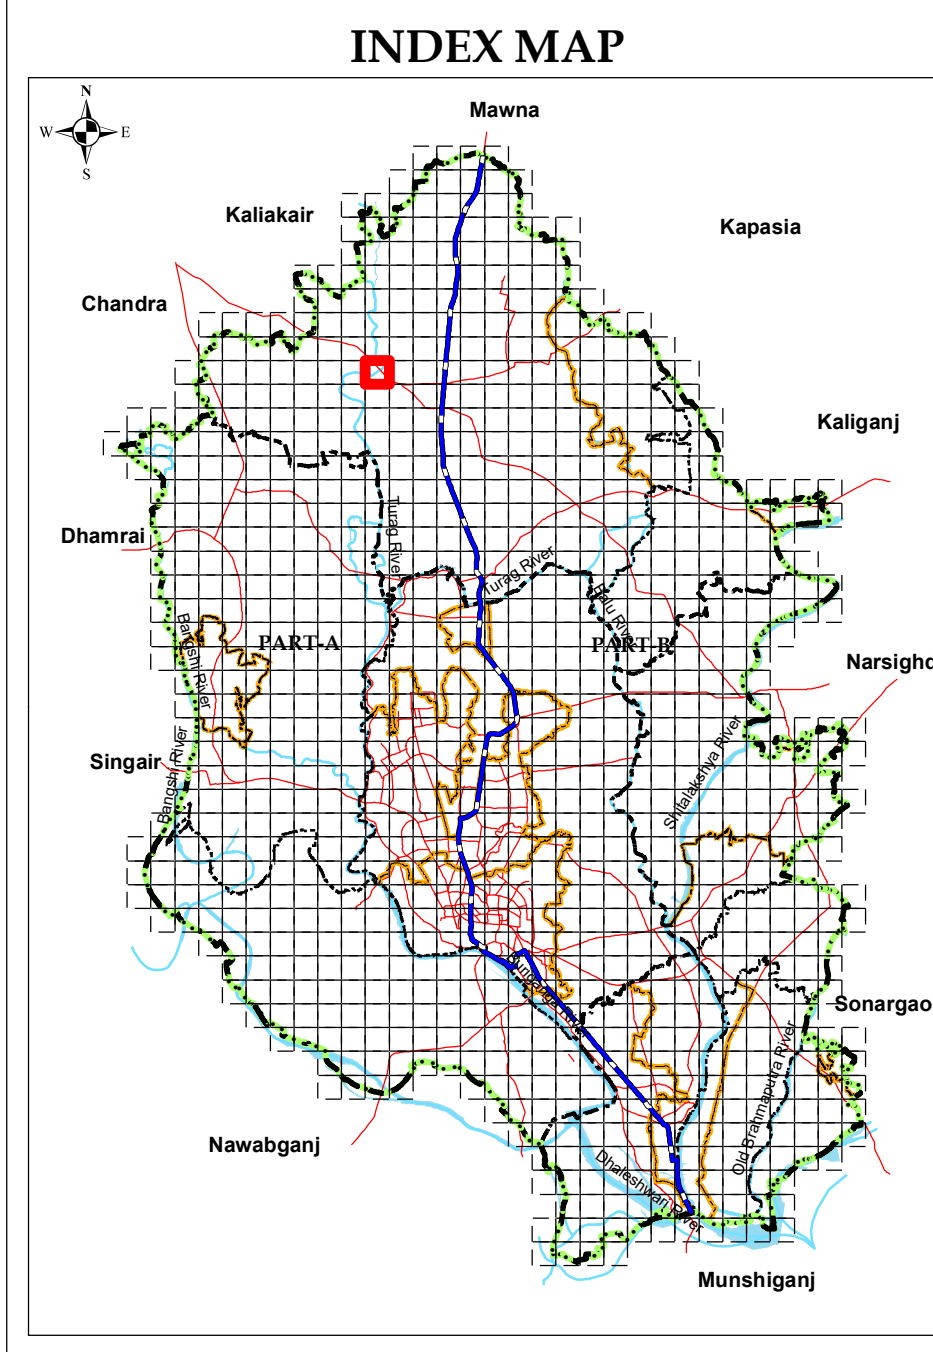 INDEX MAP
N
W E
S
Mawna
Kaliakair
Kapasia
Chandra
Kaliganj
Dhamrai
Turag River
Turag River
Balu River
PART-A
PART-B
Bangshi River
Narsighd
Shitalakshya River
Singair
Bangshi River
Buriganga River
Sonargao
Old Brahmaputra River
Nawabganj
Dhaleshwari River
Munshiganj